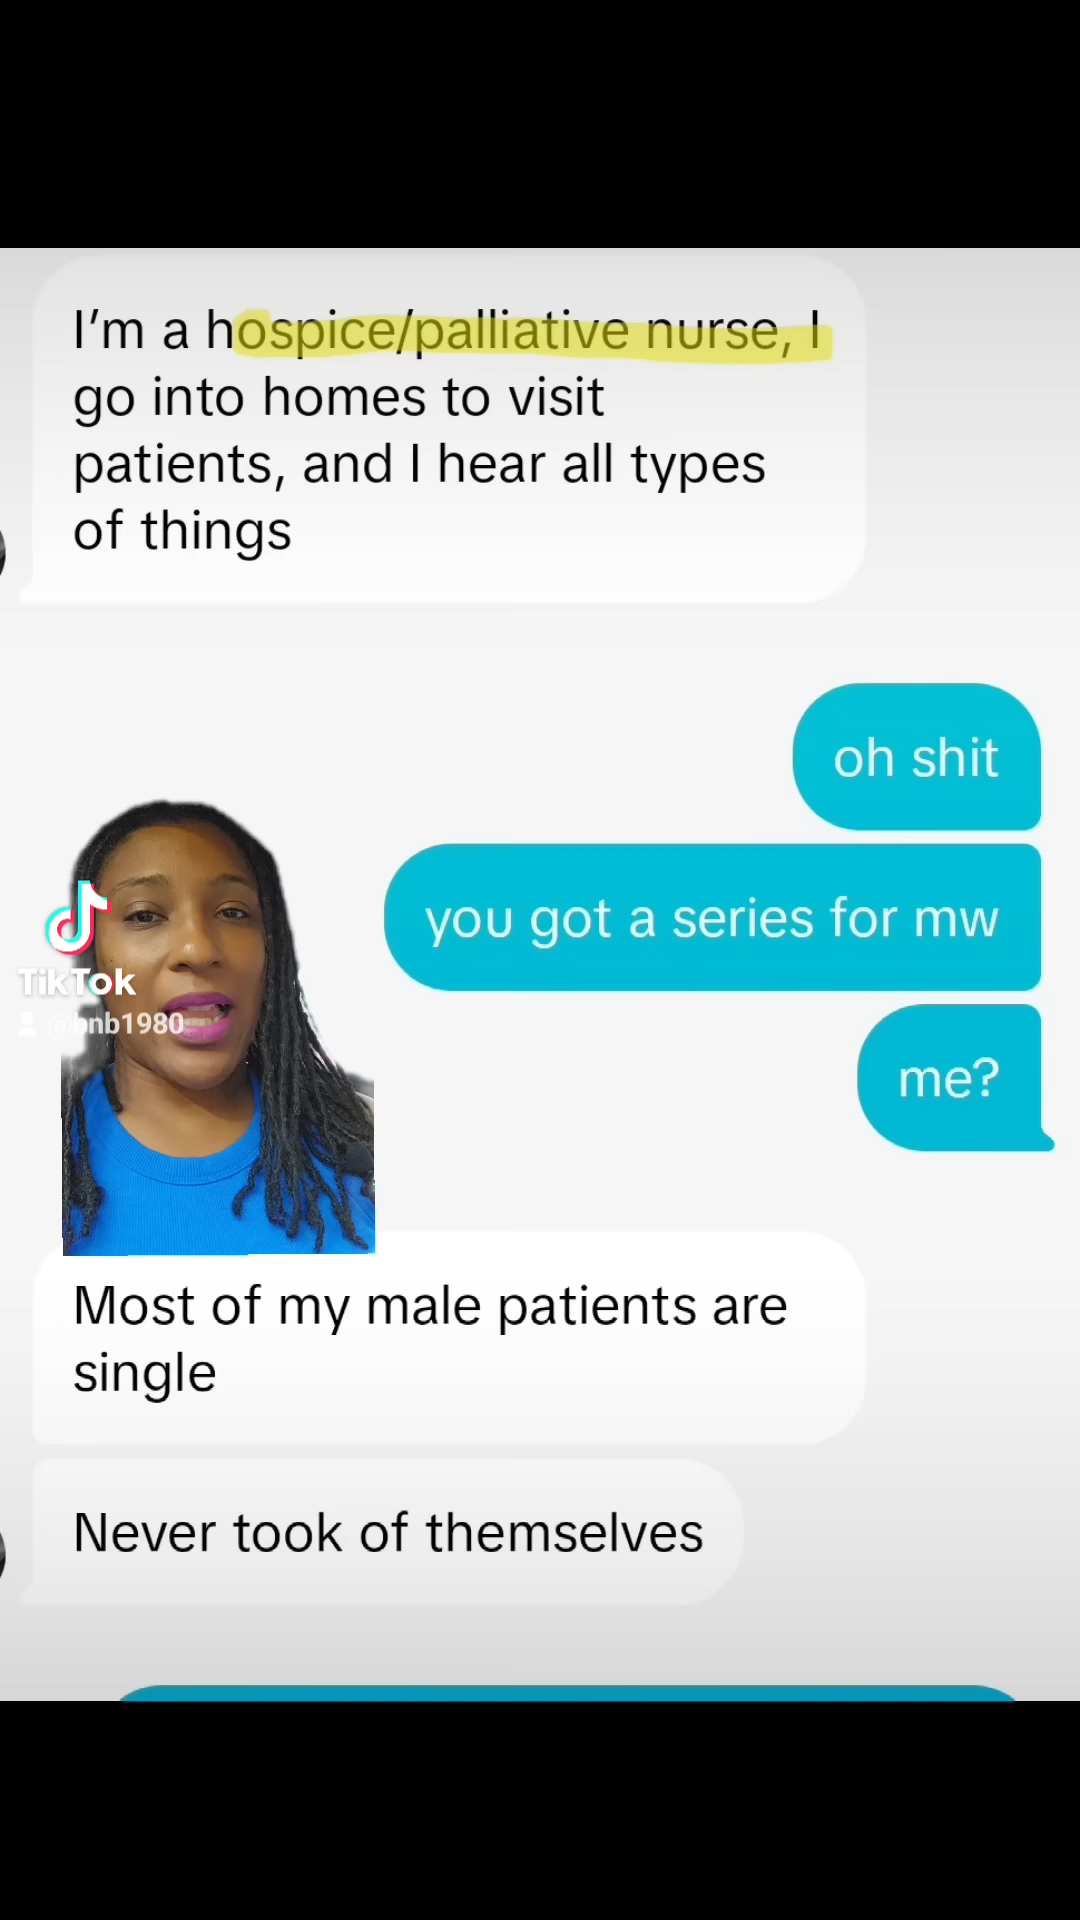 I'm a hospice/palliative nurse, I
go into homes to visit
patients, and I hear all types
of things
oh shit
you got a series for mw
me?
TikTok
@bnb1980
Most of my male patients are
single
Never took of themselves